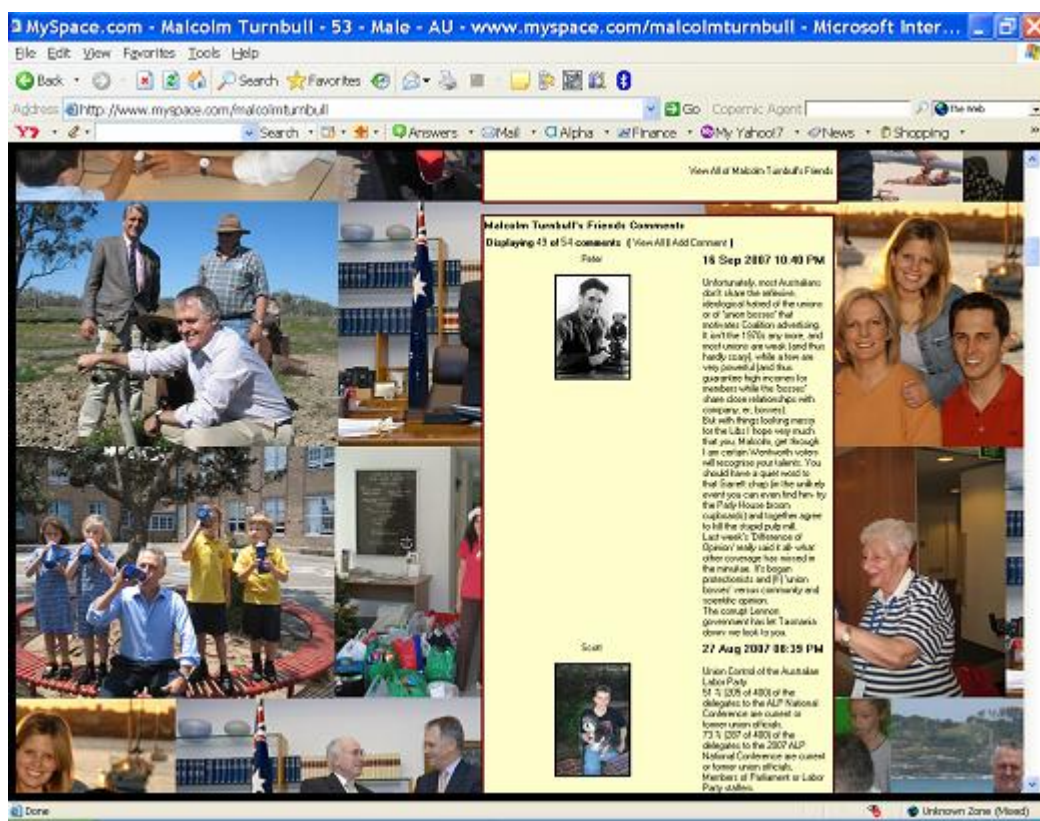 MySpace.com - Malcolm Turnbull - 53 - Male - AU - www.myspace.com/malcolmturnbull - Microsoft Inter...
File Edit View Favorites Tools Help
Back Search Favorites
Address http://www.myspace.com/malcolmturnbull Go Copernic Agent the web
Y7 Search Answers Mail Alpha Finance My Yahoo!7 News Shopping
View All of Malcolm Turnbull's Friends
Malcolm Turnbull's Friends Comments
Displaying 49 of 54 comments ( View All | Add Comment )
Peter
16 Sep 2007 10:40 PM
Unfortunately, most Australians
don't share the reflexive,
ideological hatred of the unions
or of 'union bosses' that
motivates Coalition advertising.
It isn't the 1970s any more, and
most unions are weak (and thus
hardly scary), while a few are
very powerful (and thus
guarantee high incomes for
members while the 'bosses'
share close relationships with
company, er, bosses).
But with things looking messy
for the Libs I hope very much
that you, Malcolm, get through.
I am certain Wentworth voters
will recognise your talents. You
should have a quiet word to
that Garrett chap (in the unlikely
event you can even find him- try
the Party House broom
cupboards) and together agree
to kill the stupid pulp mill.
Last week's 'Difference of
Opinion' really said it all- what
other coverage has missed in
the minutiae. It's
protectionists and (!!) 'union
bosses' versus community and
scientific opinion.
The corrupt Lennon
government has let Tasmania
down- we look to you.
Scott
27 Aug 2007 08:39 PM
Union Control of the Australian
Labor Party
51 % (205 of 400) of the
delegates to the ALP National
Conference are current or
former union officials.
73 % (287 of 400) of the
delegates to the 2007 ALP
National Conference are current
or former union officials,
Members of Parliament or Labor
Party staffers.
Done Unknown Zone (Mixed)